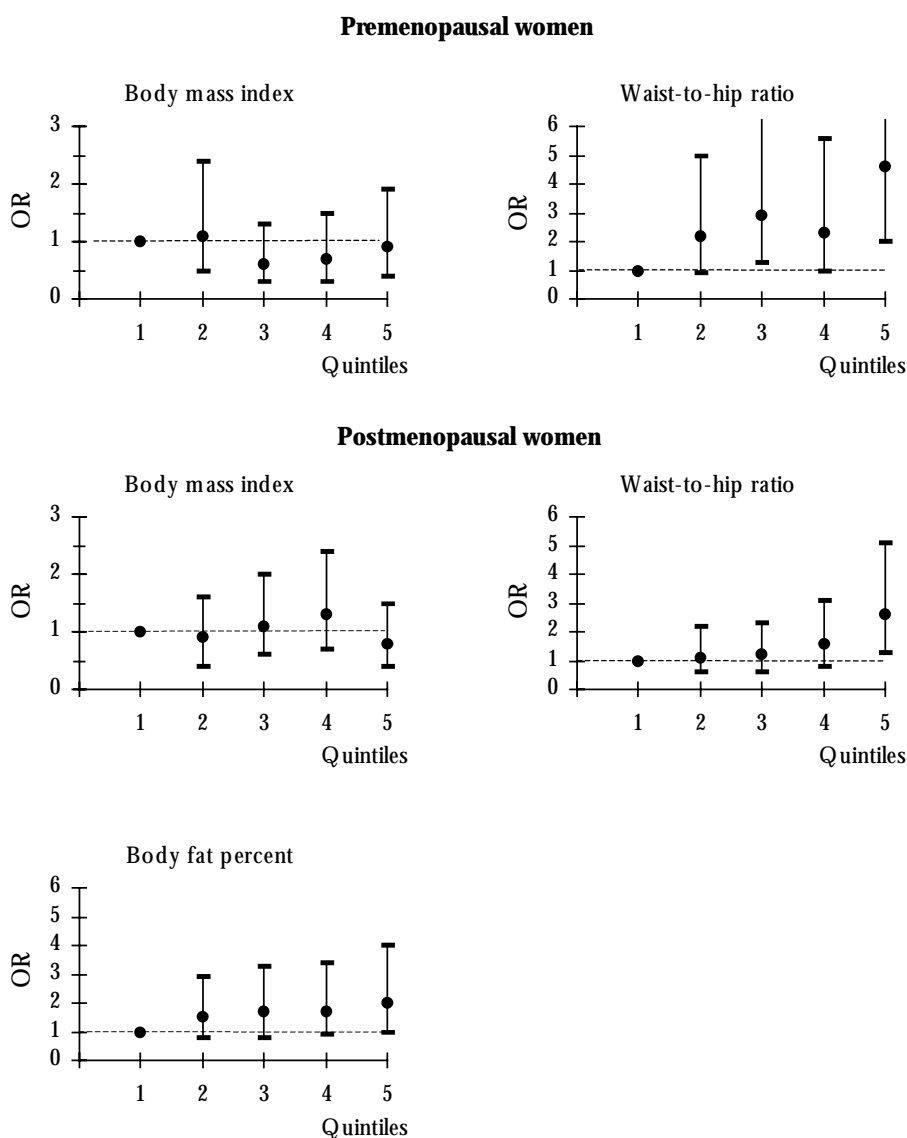 Premenopausal women
Body mass index
Waist-to-hip ratio
3
2
1
0
OR
1 2 3 4 5
Quintiles
6
5
4
3
2
1
0
OR
1 2 3 4 5
Quintiles
Postmenopausal women
Body mass index
Waist-to-hip ratio
3
2
1
0
OR
1 2 3 4 5
Quintiles
6
5
4
3
2
1
0
OR
1 2 3 4 5
Quintiles
Body fat percent
6
5
4
3
2
1
0
OR
1 2 3 4 5
Quintiles